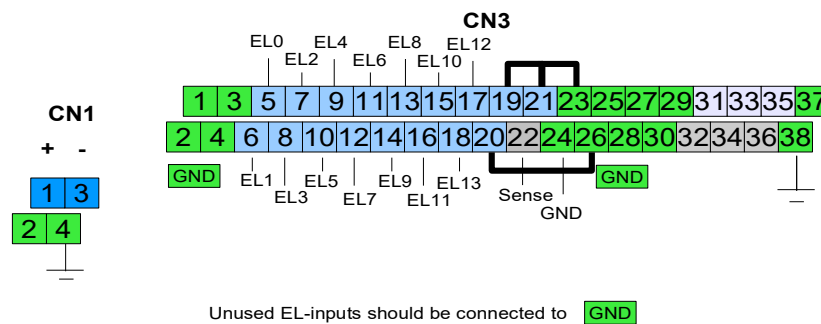 CN3
EL0 EL4 EL8 EL12
EL2 EL6 EL10
1 3 5 7 9 11 13 15 17 19 21 23 25 27 29 31 33 35 37
CN1
2 4 6 8 10 12 14 16 18 20 22 24 26 28 30 32 34 36 38
+ -
GND EL1 EL5 EL9 EL13 GND
EL3 EL7 EL11 Sense
1 3
GND
2 4
Unused EL-inputs should be connected to GND